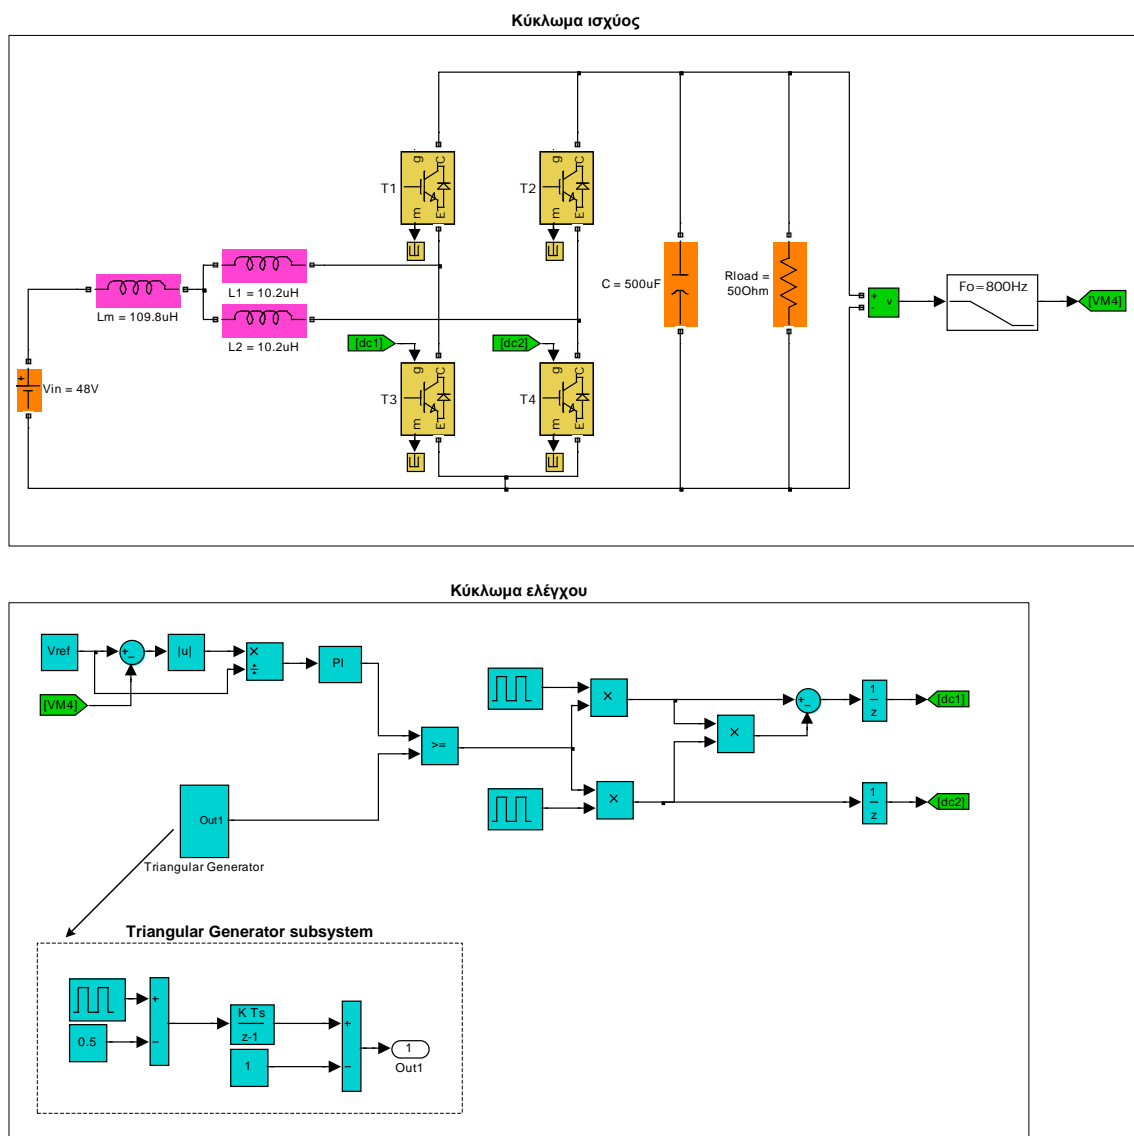 Κύκλωμα ισχύος
g
C
T1
m
E
g
C
T2
m
E
L1 = 10.2uH
Lm = 109.8uH
L2 = 10.2uH
C = 500uF
Rload =
50Ohm
+
-
v
Fo=800Hz
[VM4]
[dc1]
[dc2]
+
Vin = 48V
g
C
T3
m
E
g
C
T4
m
E
Κύκλωμα ελέγχου
Vref
+
-
|u|
×
÷
PI
[VM4]
>=
×
×
×
+
-
1
z
[dc1]
1
z
[dc2]
Out1
Triangular Generator
Triangular Generator subsystem
+
-
0.5
K Ts
z-1
1
+
-
1
Out1